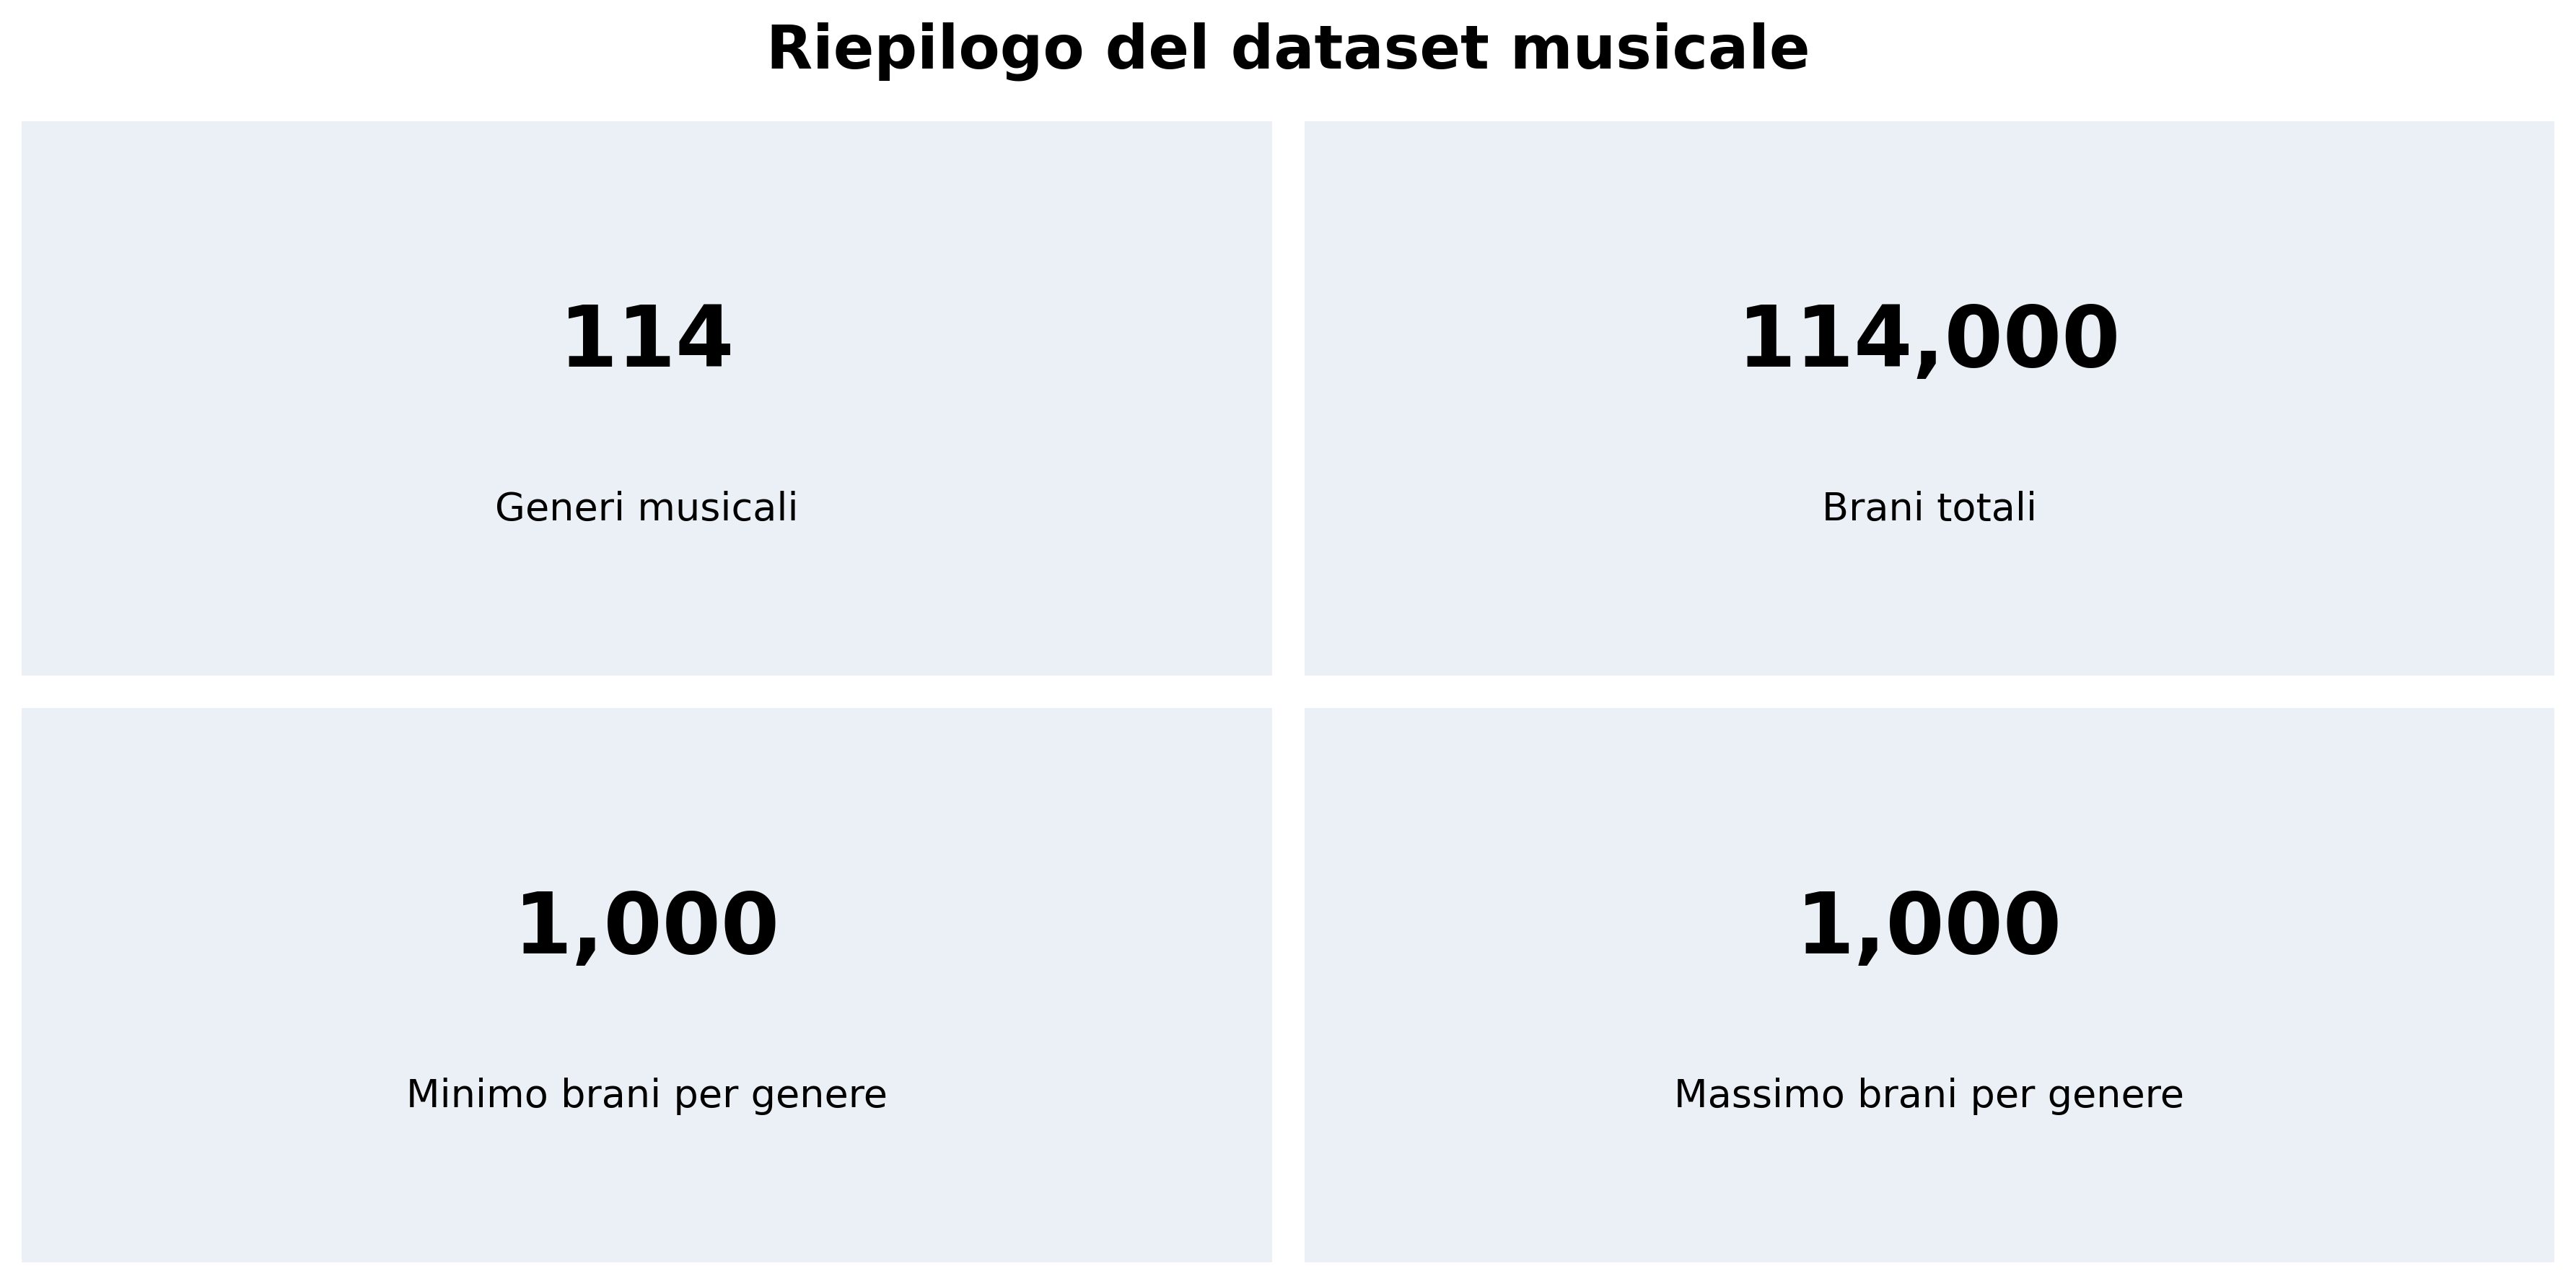 Riepilogo del dataset musicale
114
Generi musicali
114,000
Brani totali
1,000
Minimo brani per genere
1,000
Massimo brani per genere